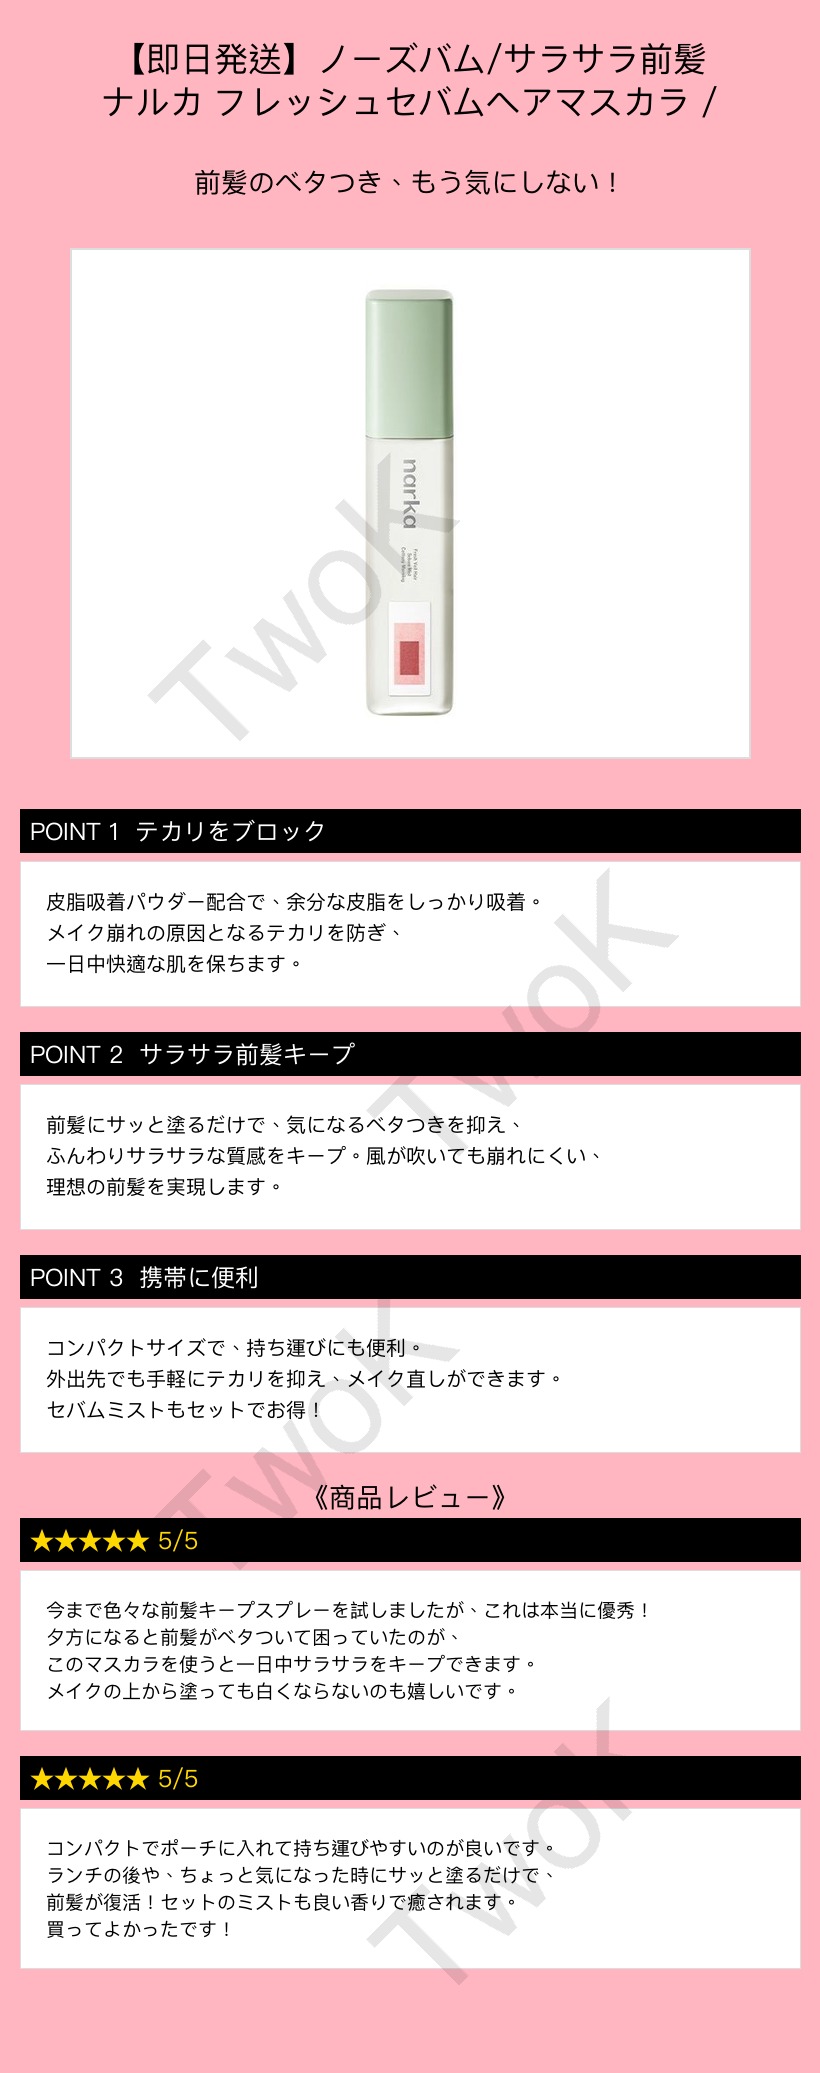 【即日発送】ノーズバム/サラサラ前髪
ナルカ フレッシュセバムヘアマスカラ /
前髪のベタつき、もう気にしない！
narka
Fresh Veil Hair
TwoK
POINT 1 テカリをブロック
皮脂吸着パウダー配合で、余分な皮脂をしっかり吸着。
メイク崩れの原因となるテカリを防ぎ、
一日中快適な肌を保ちます。
TwoK
POINT 2 サラサラ前髪キープ
前髪にサッと塗るだけで、気になるベタつきを抑え、
ふんわりサラサラな質感をキープ。風が吹いても崩れにくい、
理想の前髪を実現します。
POINT 3 携帯に便利
コンパクトサイズで、持ち運びにも便利。
外出先でも手軽にテカリを抑え、メイク直しができます。
セバムミストもセットでお得！
TwoK
《商品レビュー》
★★★★★ 5/5
今まで色々な前髪キープスプレーを試しましたが、これは本当に優秀！
夕方になると前髪がベタついて困っていたのが、
このマスカラを使うと一日中サラサラをキープできます。
メイクの上から塗っても白くならないのも嬉しいです。
★★★★★ 5/5
コンパクトでポーチに入れて持ち運びやすいのが良いです。
ランチの後や、ちょっと気になった時にサッと塗るだけで、
前髪が復活！セットのミストも良い香りで癒されます。
買ってよかったです！
TwoK